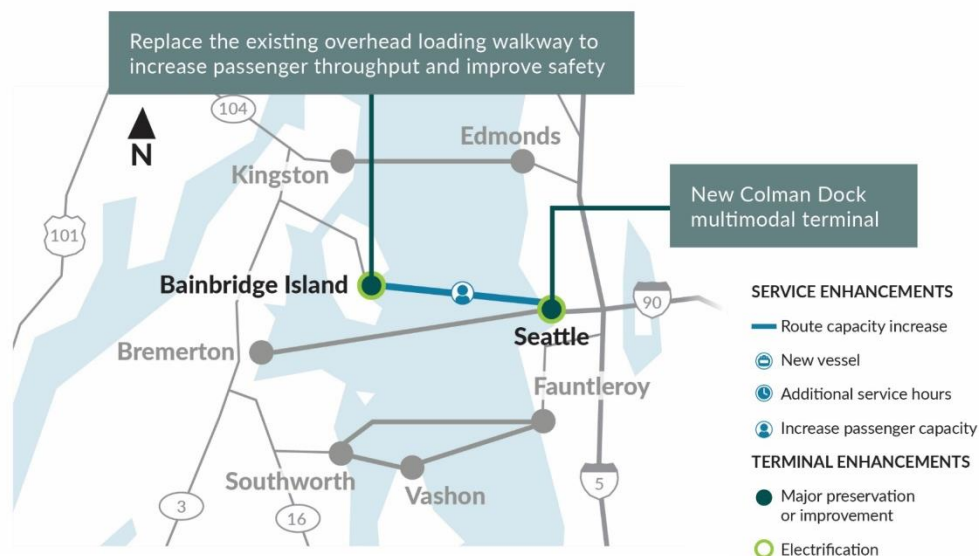 Replace the existing overhead loading walkway to
increase passenger throughput and improve safety
104
N
Edmonds
Kingston
New Colman Dock
multimodal terminal
101
Bainbridge Island
90
Seattle
Bremerton
Fauntleroy
Southworth
Vashon
5
3
16
SERVICE ENHANCEMENTS
Route capacity increase
New vessel
Additional service hours
Increase passenger capacity
TERMINAL ENHANCEMENTS
Major preservation
or improvement
Electrification